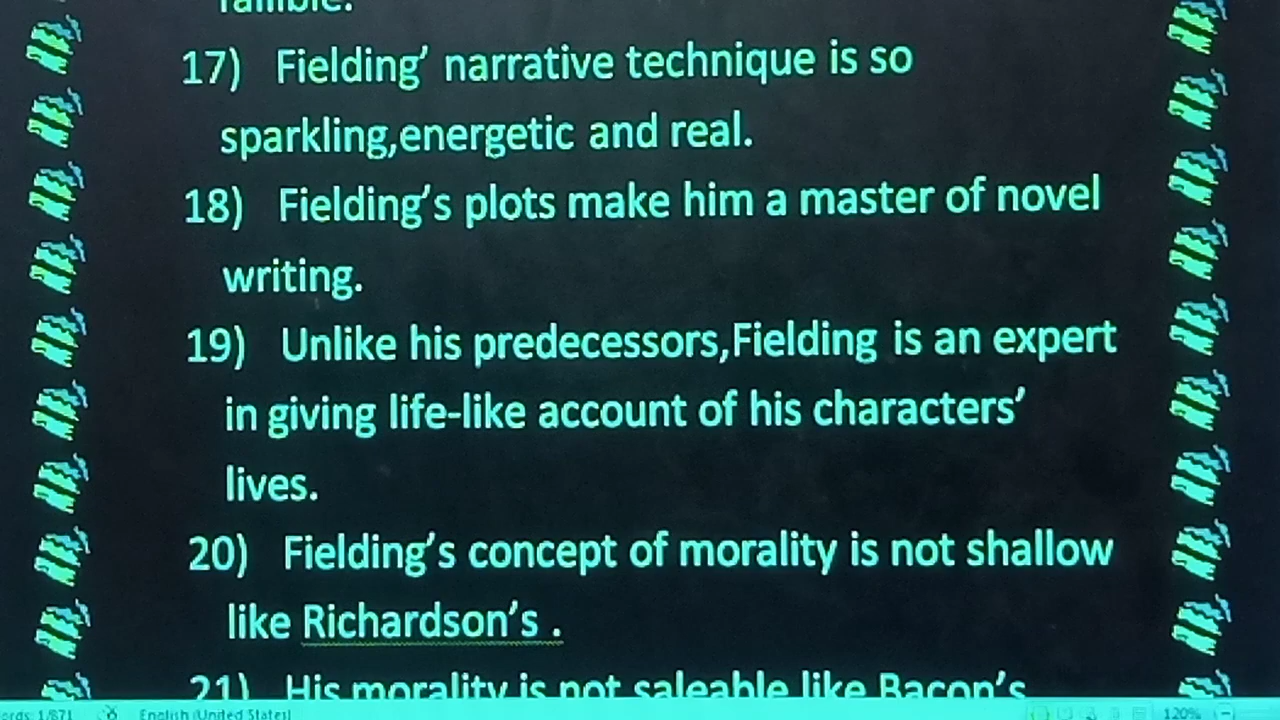 17) Fielding' narrative technique is so
sparkling,energetic and real.
18) Fielding's plots make him a master of novel
writing.
19) Unlike his predecessors,Fielding is an expert
in giving life-like account of his characters'
lives.
20) Fielding's concept of morality is not shallow
like Richardson's .
21) His morality is not saleable like Bacon's
1/871 English (United States) 120%